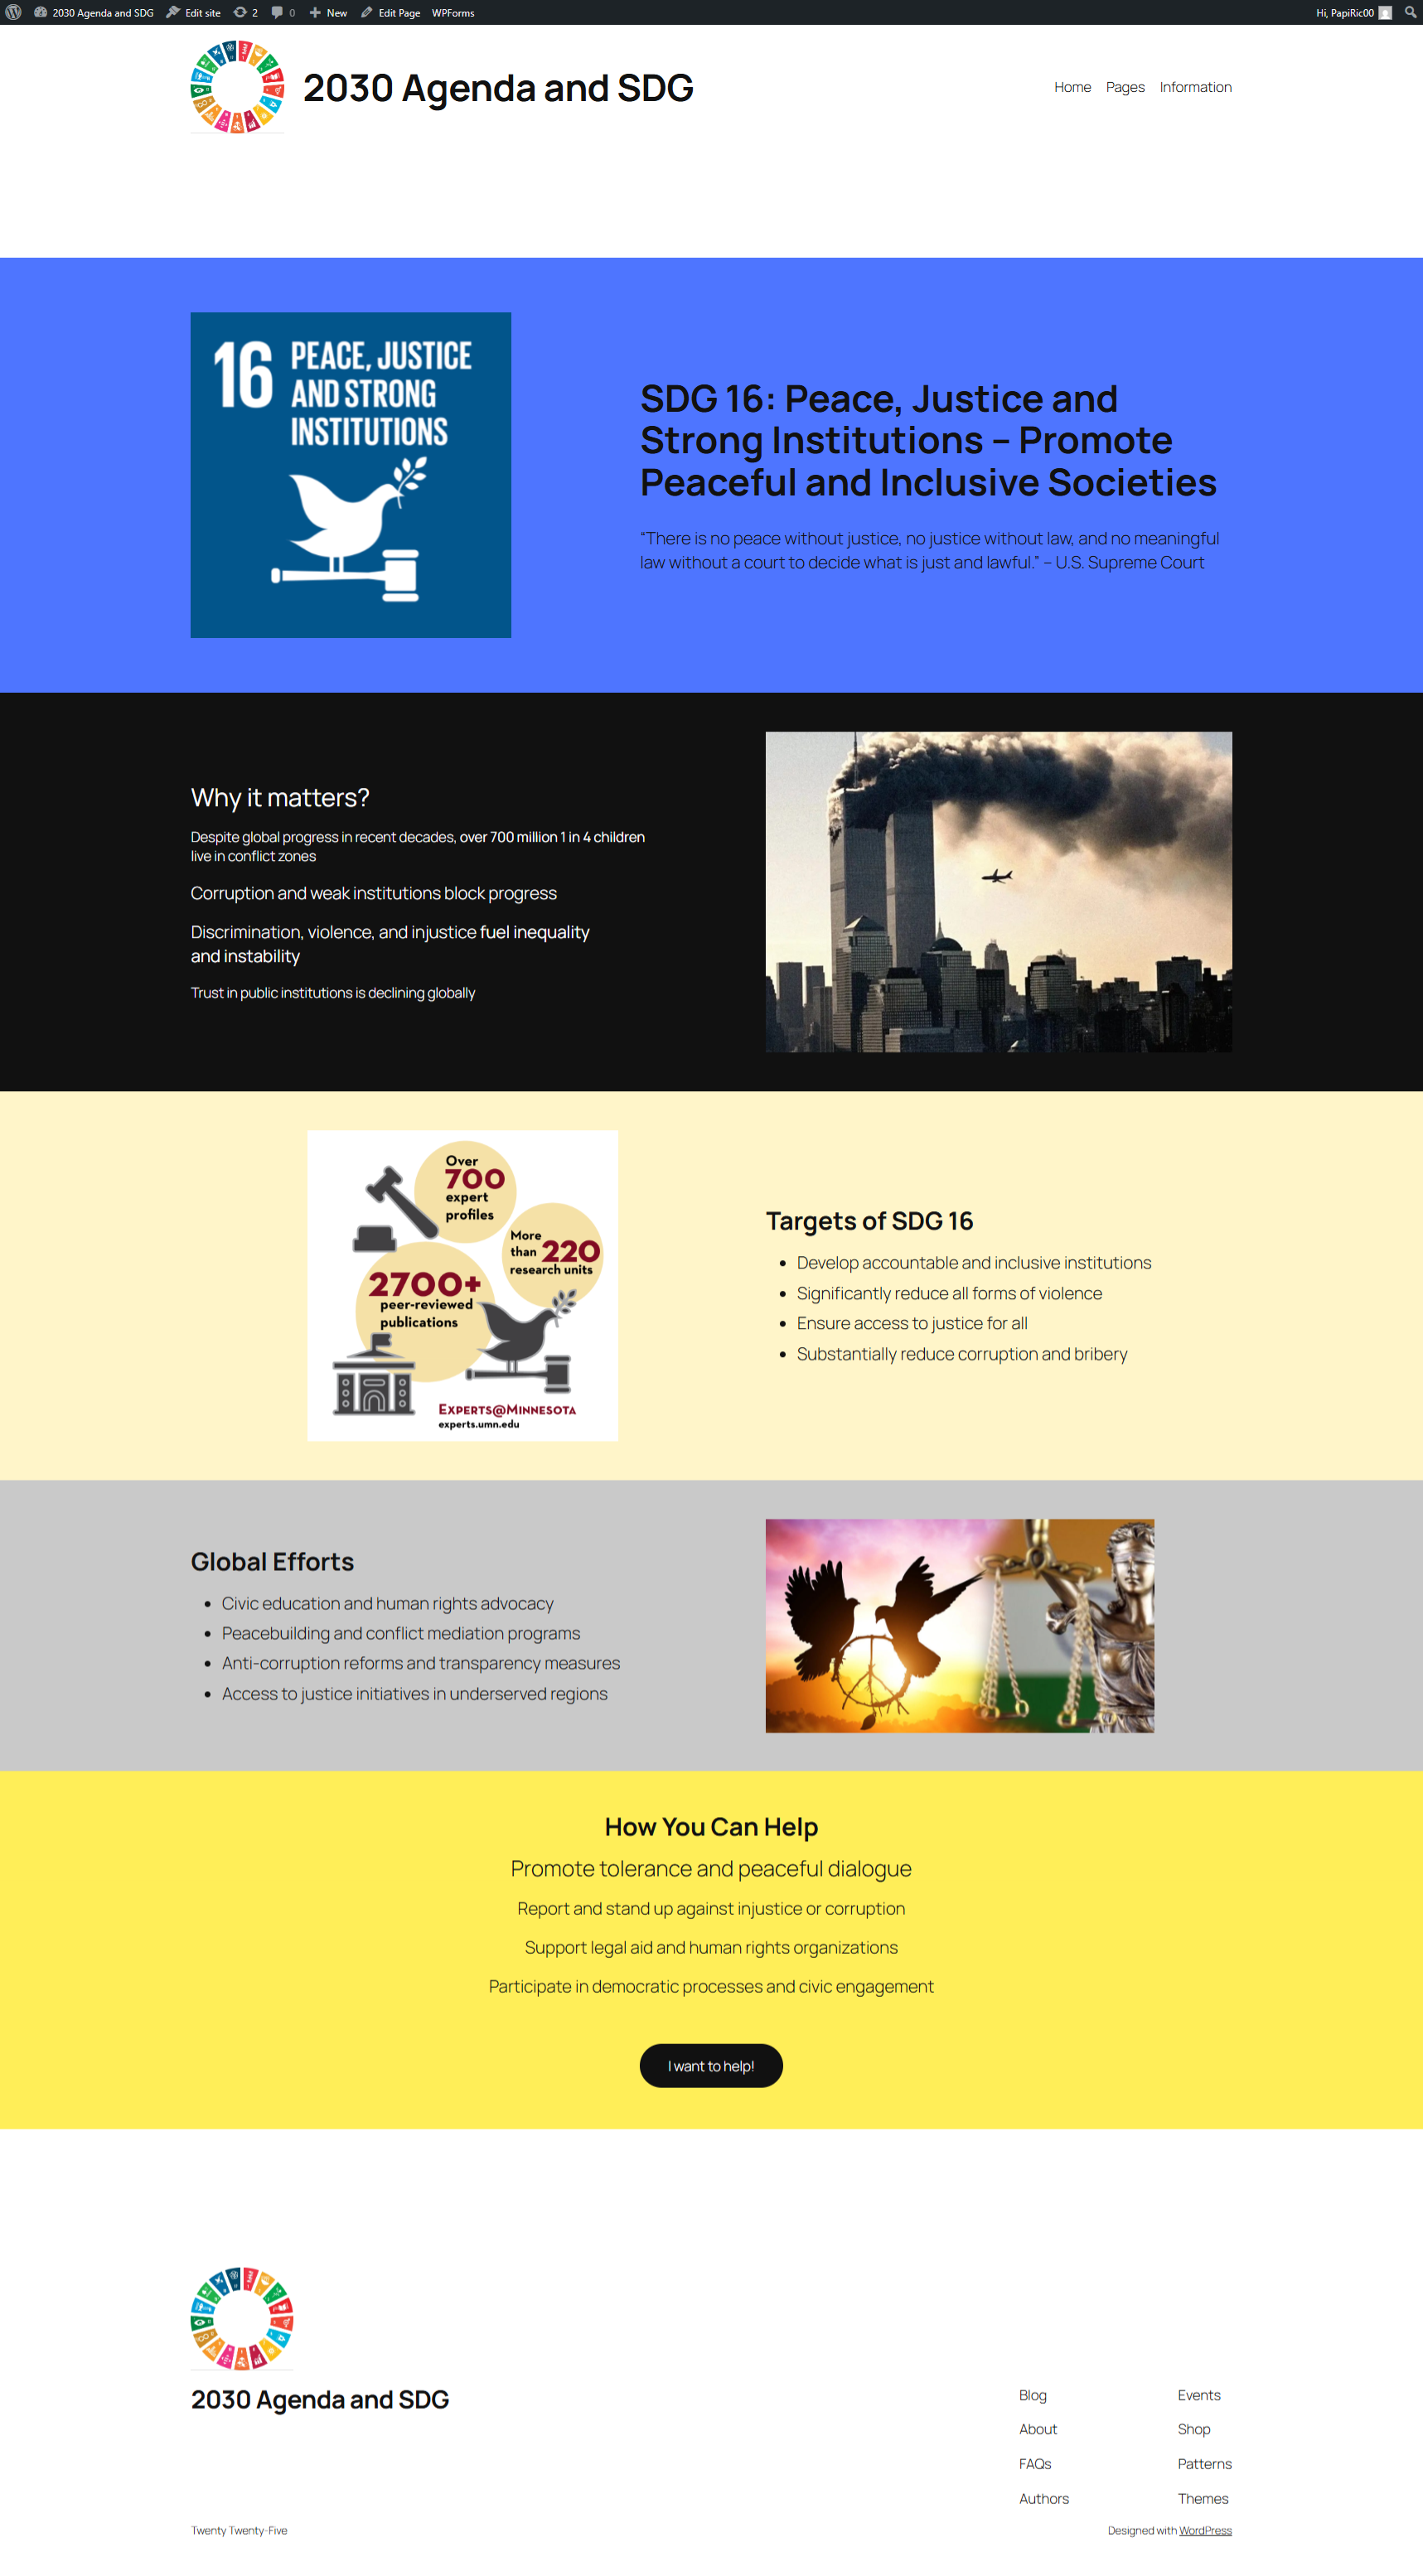 2030 Agenda and SDG Edit site 2 0 New Edit Page WPForms Hi, PapiRic00
2030 Agenda and SDG
Home Pages Information
16 PEACE, JUSTICE
AND STRONG
INSTITUTIONS
SDG 16: Peace, Justice and
Strong Institutions – Promote
Peaceful and Inclusive Societies
“There is no peace without justice, no justice without law, and no meaningful
law without a court to decide what is just and lawful.” – U.S. Supreme Court
Why it matters?
Despite global progress in recent decades, over 700 million 1 in 4 children
live in conflict zones
Corruption and weak institutions block progress
Discrimination, violence, and injustice fuel inequality
and instability
Trust in public institutions is declining globally
Over
700
expert
profiles
More
than 220
research units
2700+
peer-reviewed
publications
EXPERTS@MINNESOTA
experts.umn.edu
Targets of SDG 16
• Develop accountable and inclusive institutions
• Significantly reduce all forms of violence
• Ensure access to justice for all
• Substantially reduce corruption and bribery
Global Efforts
• Civic education and human rights advocacy
• Peacebuilding and conflict mediation programs
• Anti-corruption reforms and transparency measures
• Access to justice initiatives in underserved regions
How You Can Help
Promote tolerance and peaceful dialogue
Report and stand up against injustice or corruption
Support legal aid and human rights organizations
Participate in democratic processes and civic engagement
I want to help!
2030 Agenda and SDG
Blog
About
FAQs
Authors
Events
Shop
Patterns
Themes
Twenty Twenty-Five
Designed with WordPress